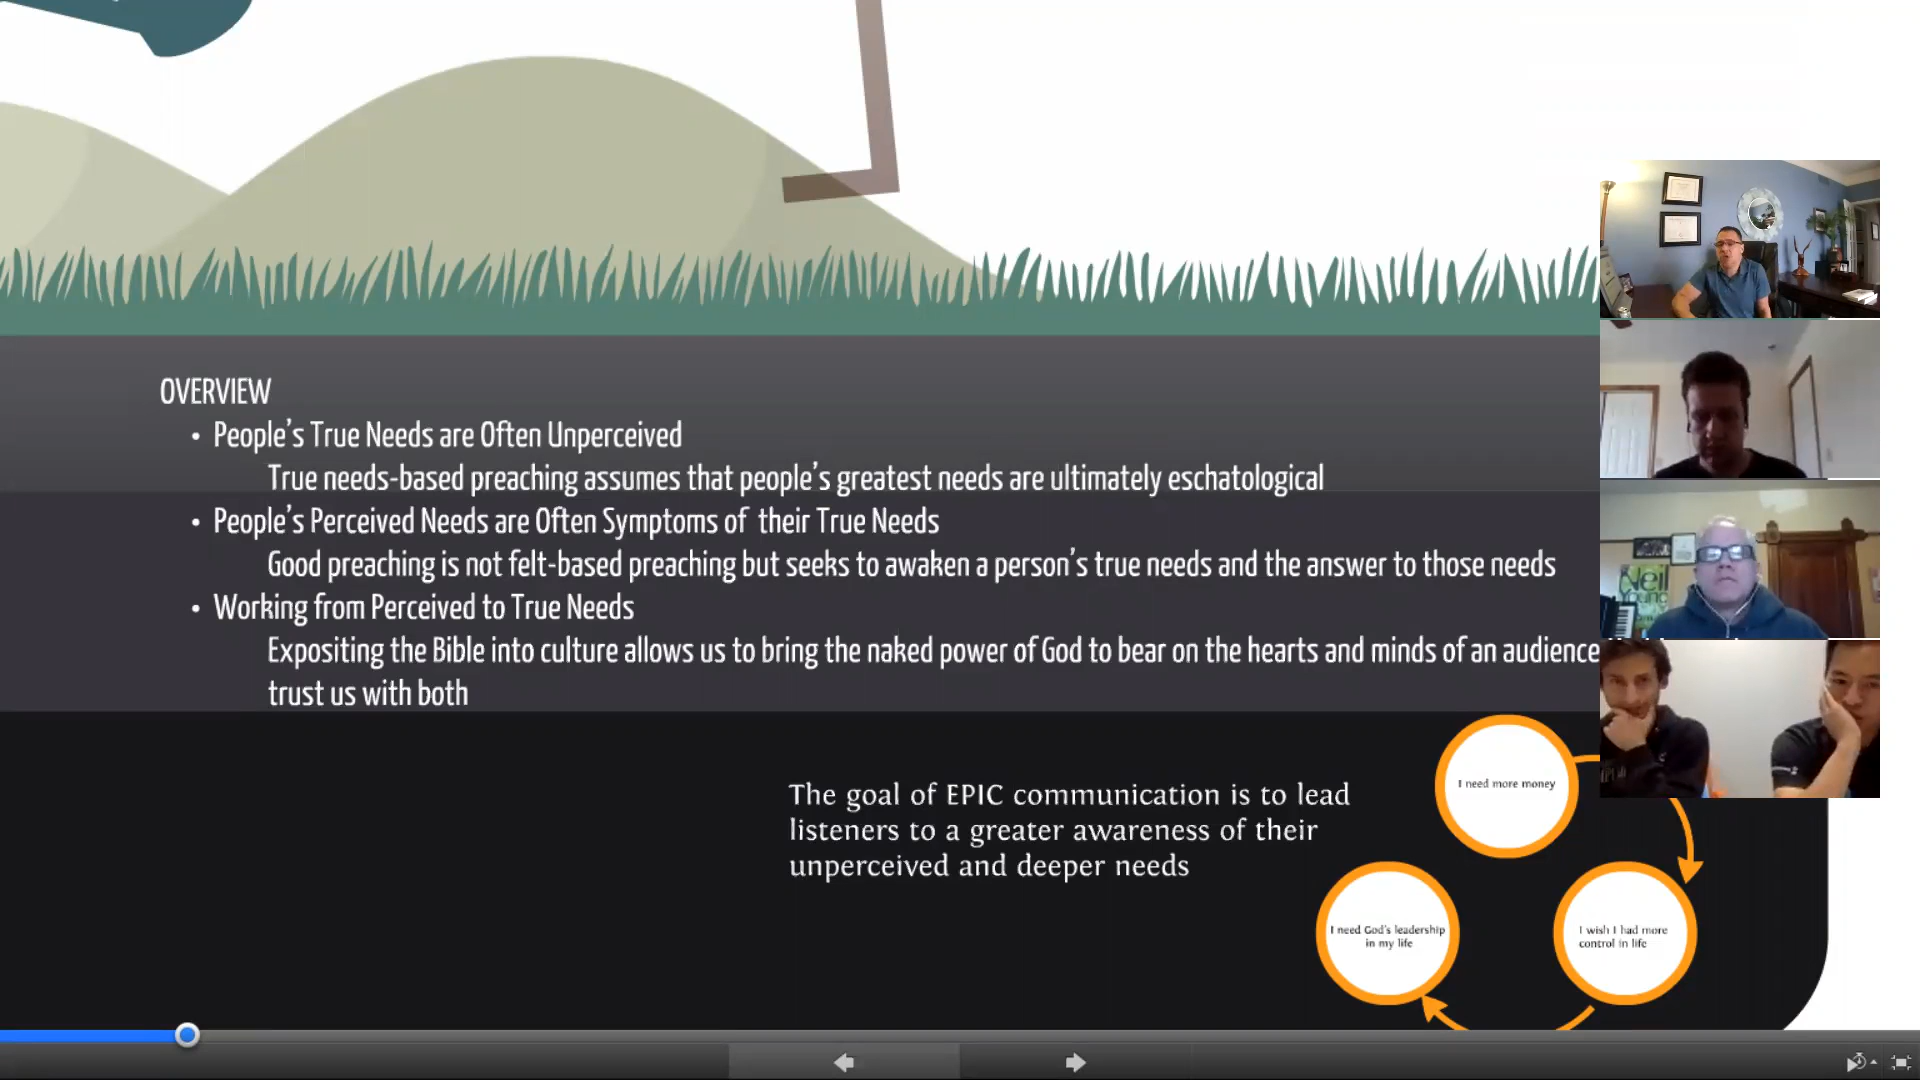 OVERVIEW
• People's True Needs are Often Unperceived
True needs-based preaching assumes that people's greatest needs are ultimately eschatological
• People's Perceived Needs are Often Symptoms of their True Needs
Good preaching is not felt-based preaching but seeks to awaken a person's true needs and the answer to those needs
• Working from Perceived to True Needs
Expositing the Bible into culture allows us to bring the naked power of God to bear on the hearts and minds of an audience
trust us with both
The goal of EPIC communication is to lead
listeners to a greater awareness of their
unperceived and deeper needs
I need more money
I need God's leadership
in my life
I wish I had more
control in life
Neil
Young